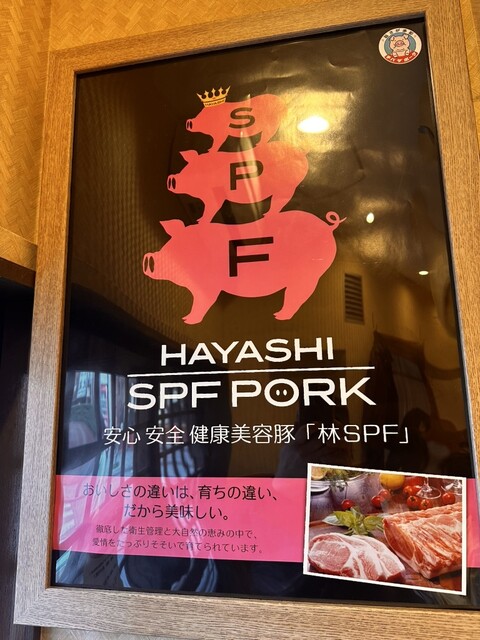 S
P
F
HAYASHI
SPF PORK
安心 安全 健康美容豚「林SPF」
おいしさの違いは、育ちの違い、
だから美味しい。
徹底した衛生管理と大自然の恵みの中で、
愛情をたっぷりそそいで育てられています。